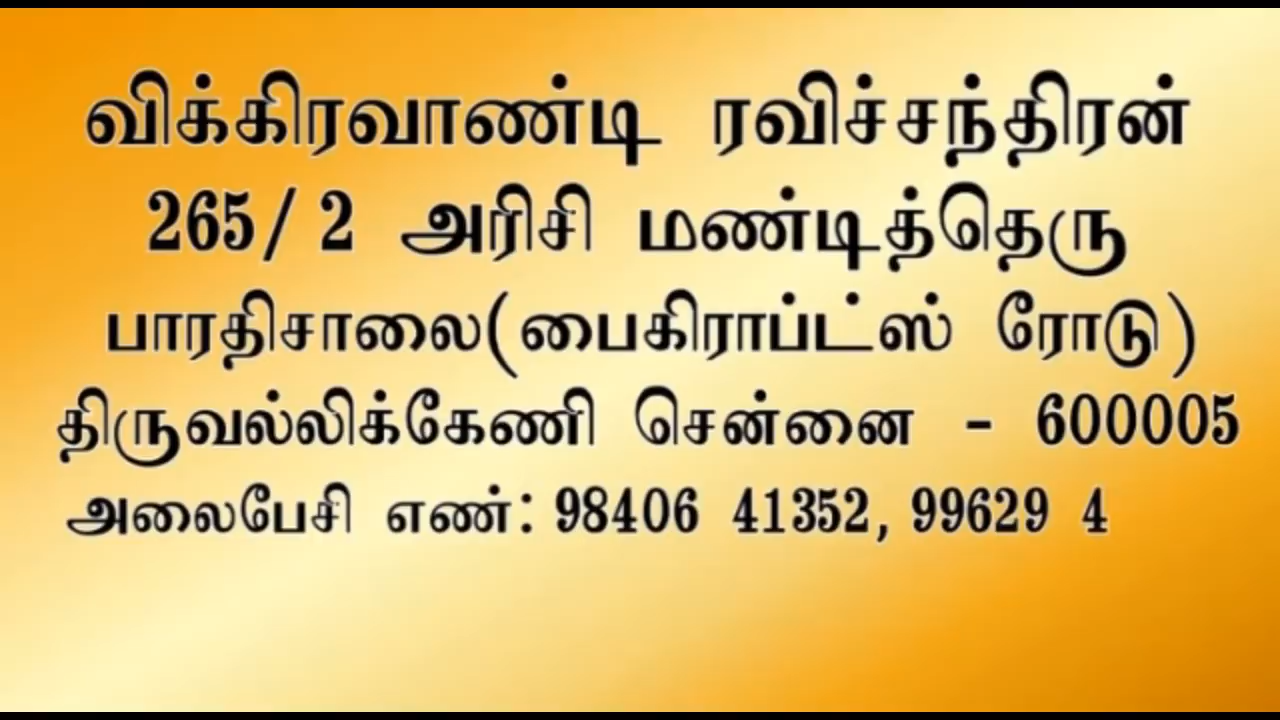 விக்கிரவாண்டி ரவிச்சந்திரன்
265/ 2 அரிசி மண்டித்தெரு
பாரதிசாலை(பைகிராப்ட்ஸ் ரோடு)
திருவல்லிக்கேணி சென்னை - 600005
அலைபேசி எண்: 98406 41352, 99629 4